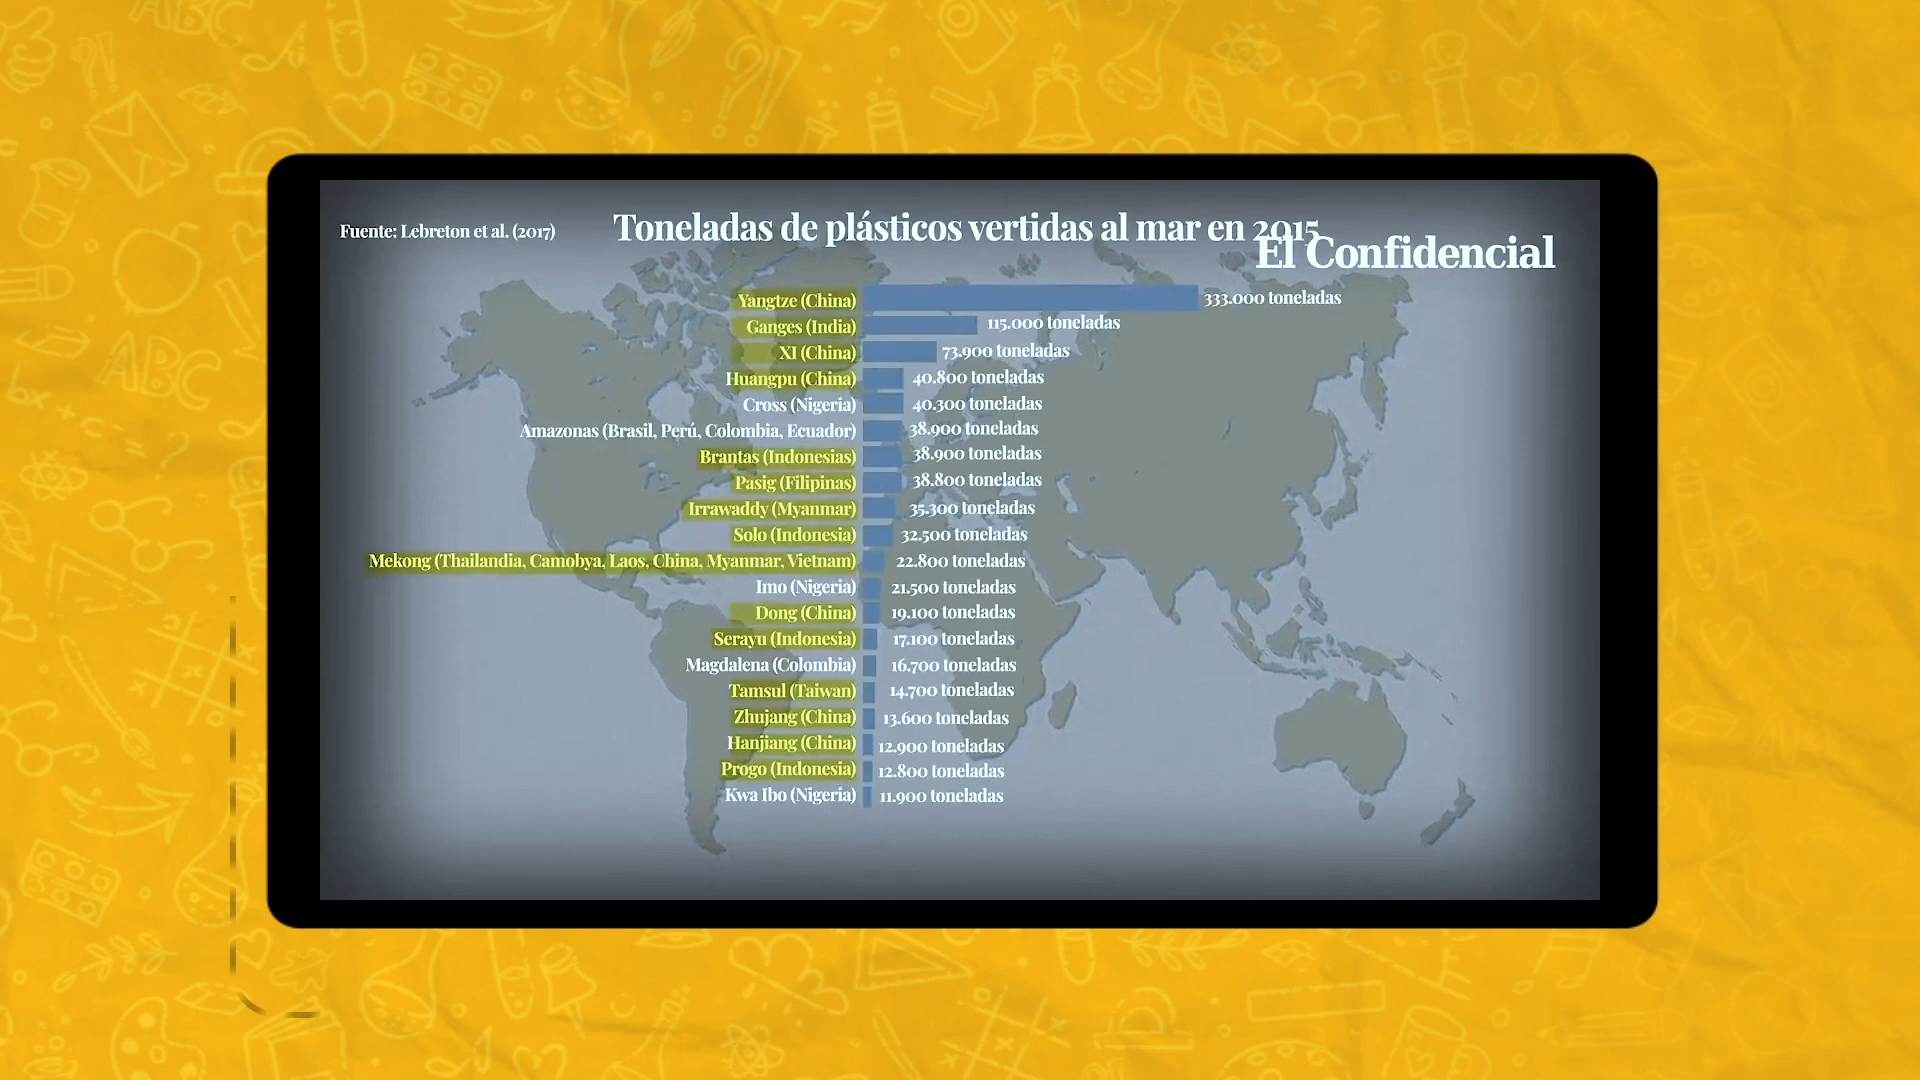 Fuente: Lebreton et al. (2017)
Toneladas de plásticos vertidas al mar en 2015
El Confidencial
Yangtze (China) 333.000 toneladas
Ganges (India) 115.000 toneladas
XI (China) 73.900 toneladas
Huangpu (China) 40.800 toneladas
Cross (Nigeria) 40.300 toneladas
Amazonas (Brasil, Perú, Colombia, Ecuador) 38.900 toneladas
Brantas (Indonesias) 38.900 toneladas
Pasig (Filipinas) 38.800 toneladas
Irrawaddy (Myanmar) 35.300 toneladas
Solo (Indonesia) 32.500 toneladas
Mekong (Thailandia, Camobya, Laos, China, Myanmar, Vietnam) 22.800 toneladas
Imo (Nigeria) 21.500 toneladas
Dong (China) 19.100 toneladas
Serayu (Indonesia) 17.100 toneladas
Magdalena (Colombia) 16.700 toneladas
Tamsul (Taiwan) 14.700 toneladas
Zhujang (China) 13.600 toneladas
Hanjiang (China) 12.900 toneladas
Progo (Indonesia) 12.800 toneladas
Kwa Ibo (Nigeria) 11.900 toneladas
ABC
ABC